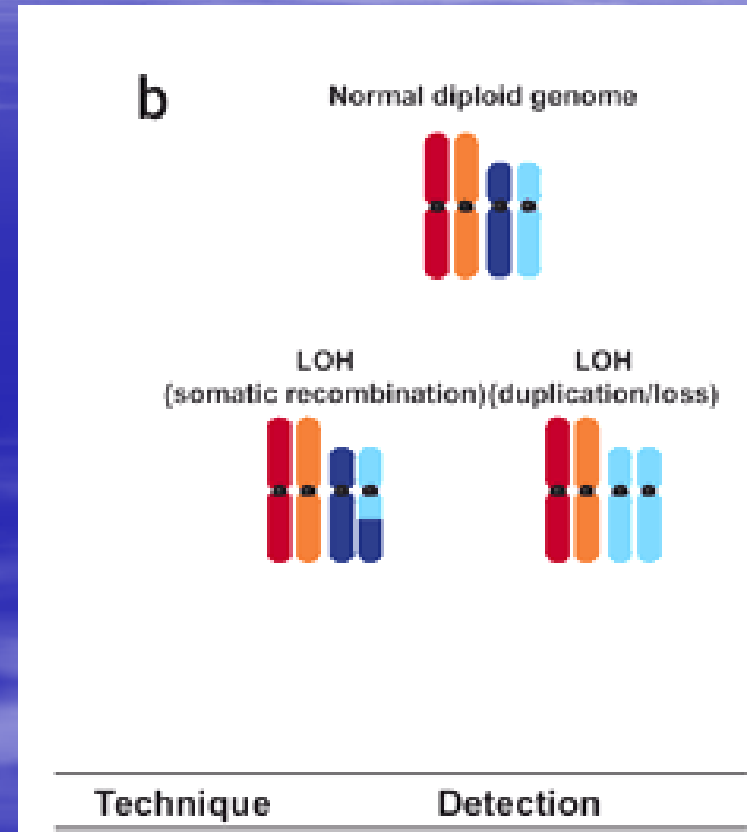 b
Normal diploid genome
LOH LOH
(somatic recombination)(duplication/loss)
Technique Detection